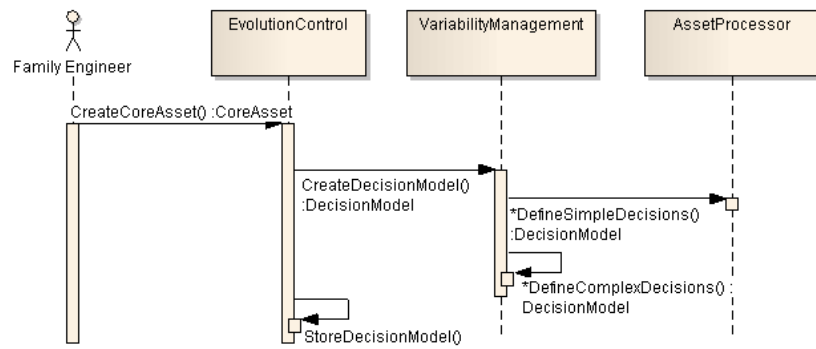 EvolutionControl
VariabilityManagement
AssetProcessor
Family Engineer
CreateCoreAsset() :CoreAsset
CreateDecisionModel()
:DecisionModel
*DefineSimpleDecisions()
:DecisionModel
*DefineComplexDecisions() :
DecisionModel
StoreDecisionModel()